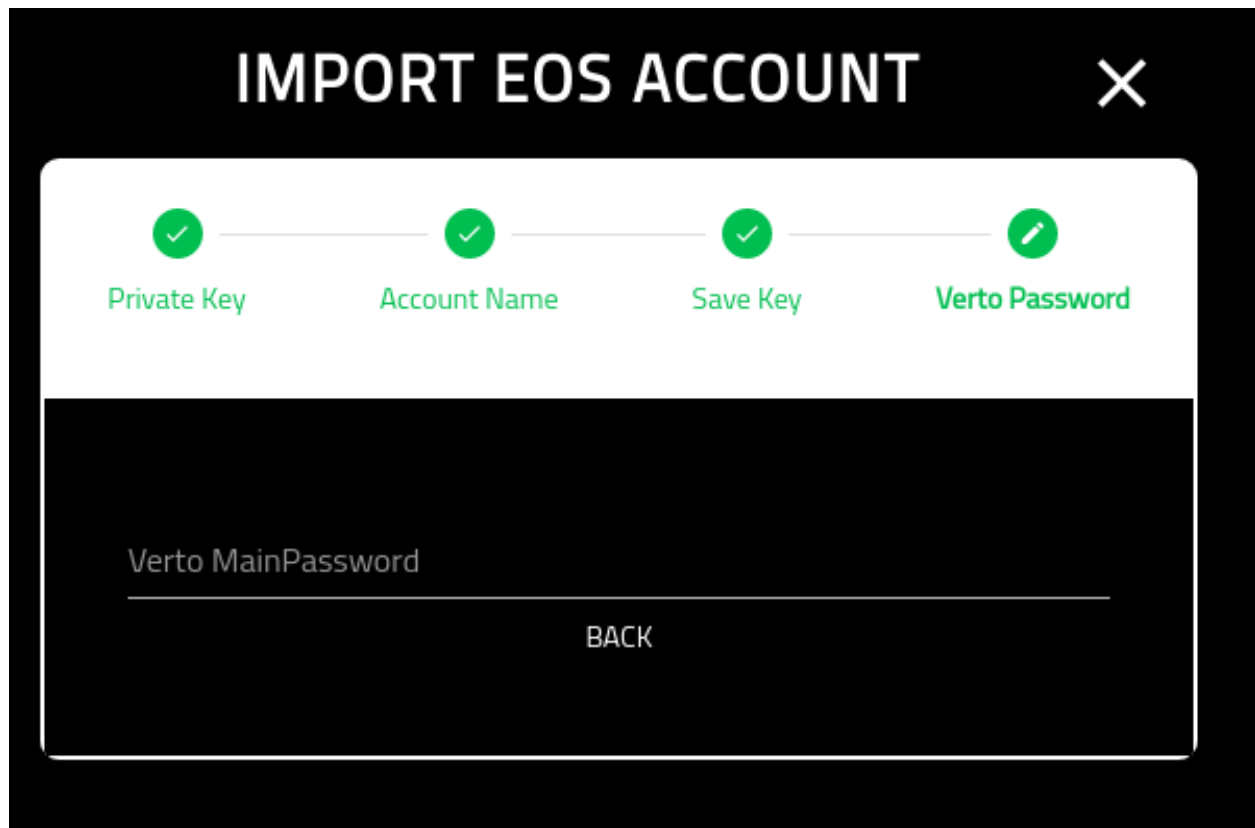 IMPORT EOS ACCOUNT
Private Key
Account Name
Save Key
Verto Password
Verto MainPassword
BACK